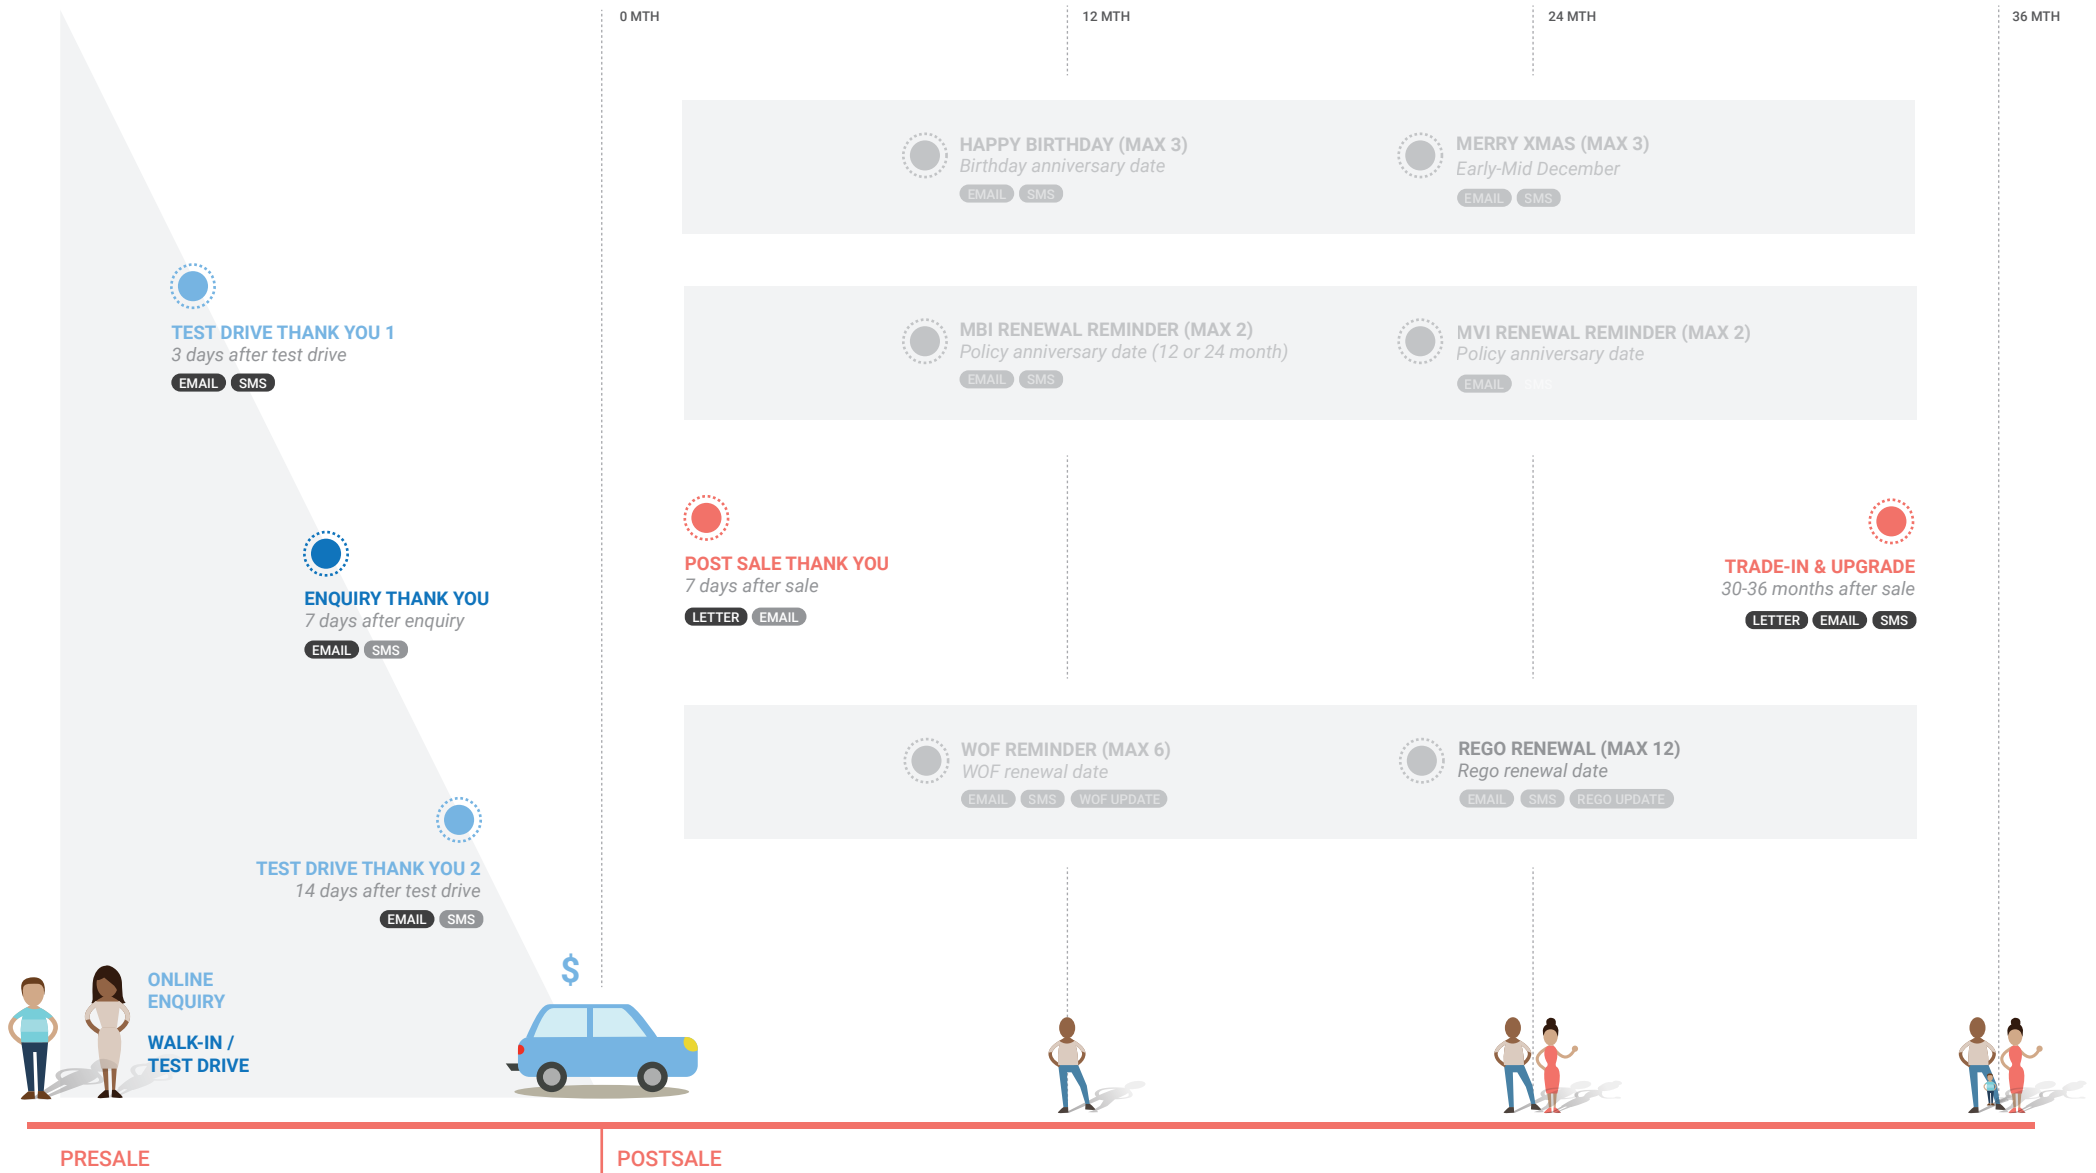 0 MTH
12 MTH
24 MTH
36 MTH
HAPPY BIRTHDAY (MAX 3)
Birthday anniversary date
EMAIL SMS
MERRY XMAS (MAX 3)
Early-Mid December
EMAIL SMS
TEST DRIVE THANK YOU 1
3 days after test drive
EMAIL SMS
MBI RENEWAL REMINDER (MAX 2)
Policy anniversary date (12 or 24 month)
EMAIL SMS
MVI RENEWAL REMINDER (MAX 2)
Policy anniversary date
EMAIL SMS
ENQUIRY THANK YOU
7 days after enquiry
EMAIL SMS
POST SALE THANK YOU
7 days after sale
LETTER EMAIL
TRADE-IN & UPGRADE
30-36 months after sale
LETTER EMAIL SMS
WOF REMINDER (MAX 6)
WOF renewal date
EMAIL SMS WOF UPDATE
REGO RENEWAL (MAX 12)
Rego renewal date
EMAIL SMS REGO UPDATE
TEST DRIVE THANK YOU 2
14 days after test drive
EMAIL SMS
ONLINE
ENQUIRY
WALK-IN /
TEST DRIVE
$
PRESALE
POSTSALE